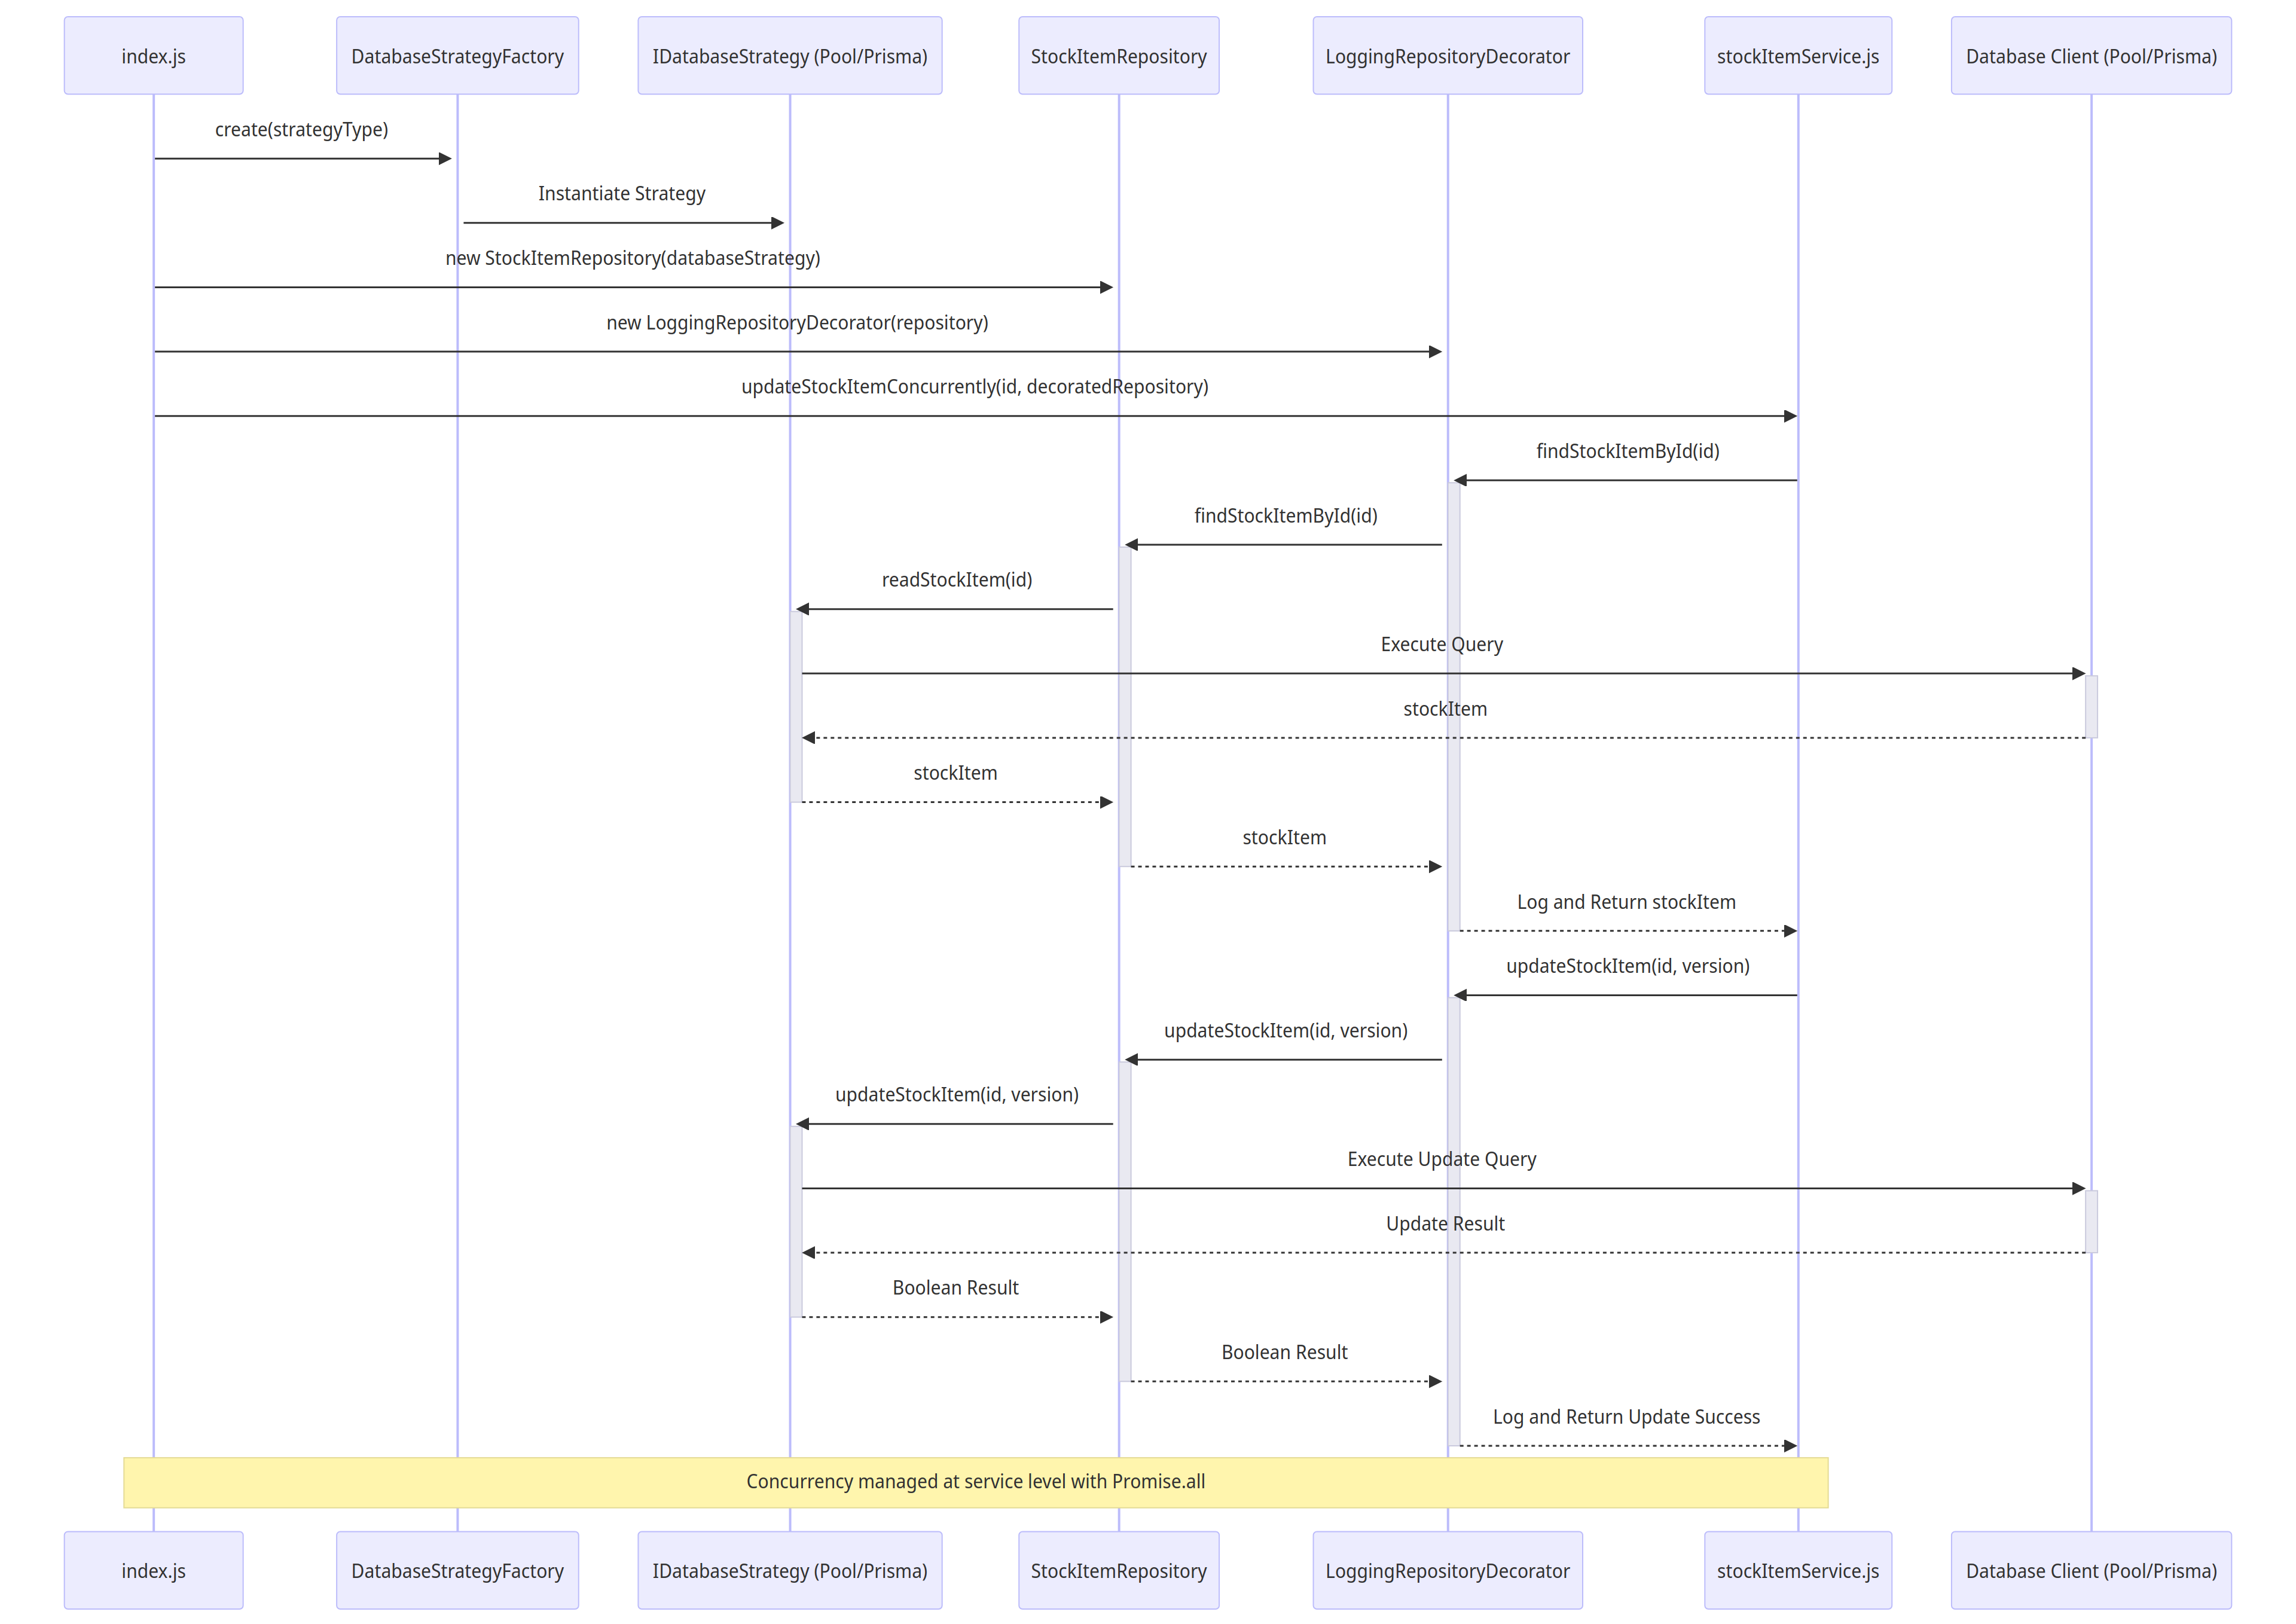 index.js
DatabaseStrategyFactory
IDatabaseStrategy (Pool/Prisma)
StockItemRepository
LoggingRepositoryDecorator
stockItemService.js
Database Client (Pool/Prisma)
create(strategyType)
Instantiate Strategy
new StockItemRepository(databaseStrategy)
new LoggingRepositoryDecorator(repository)
updateStockItemConcurrently(id, decoratedRepository)
findStockItemById(id)
findStockItemById(id)
readStockItem(id)
Execute Query
stockItem
stockItem
stockItem
Log and Return stockItem
updateStockItem(id, version)
updateStockItem(id, version)
updateStockItem(id, version)
Execute Update Query
Update Result
Boolean Result
Boolean Result
Log and Return Update Success
Concurrency managed at service level with Promise.all
index.js
DatabaseStrategyFactory
IDatabaseStrategy (Pool/Prisma)
StockItemRepository
LoggingRepositoryDecorator
stockItemService.js
Database Client (Pool/Prisma)